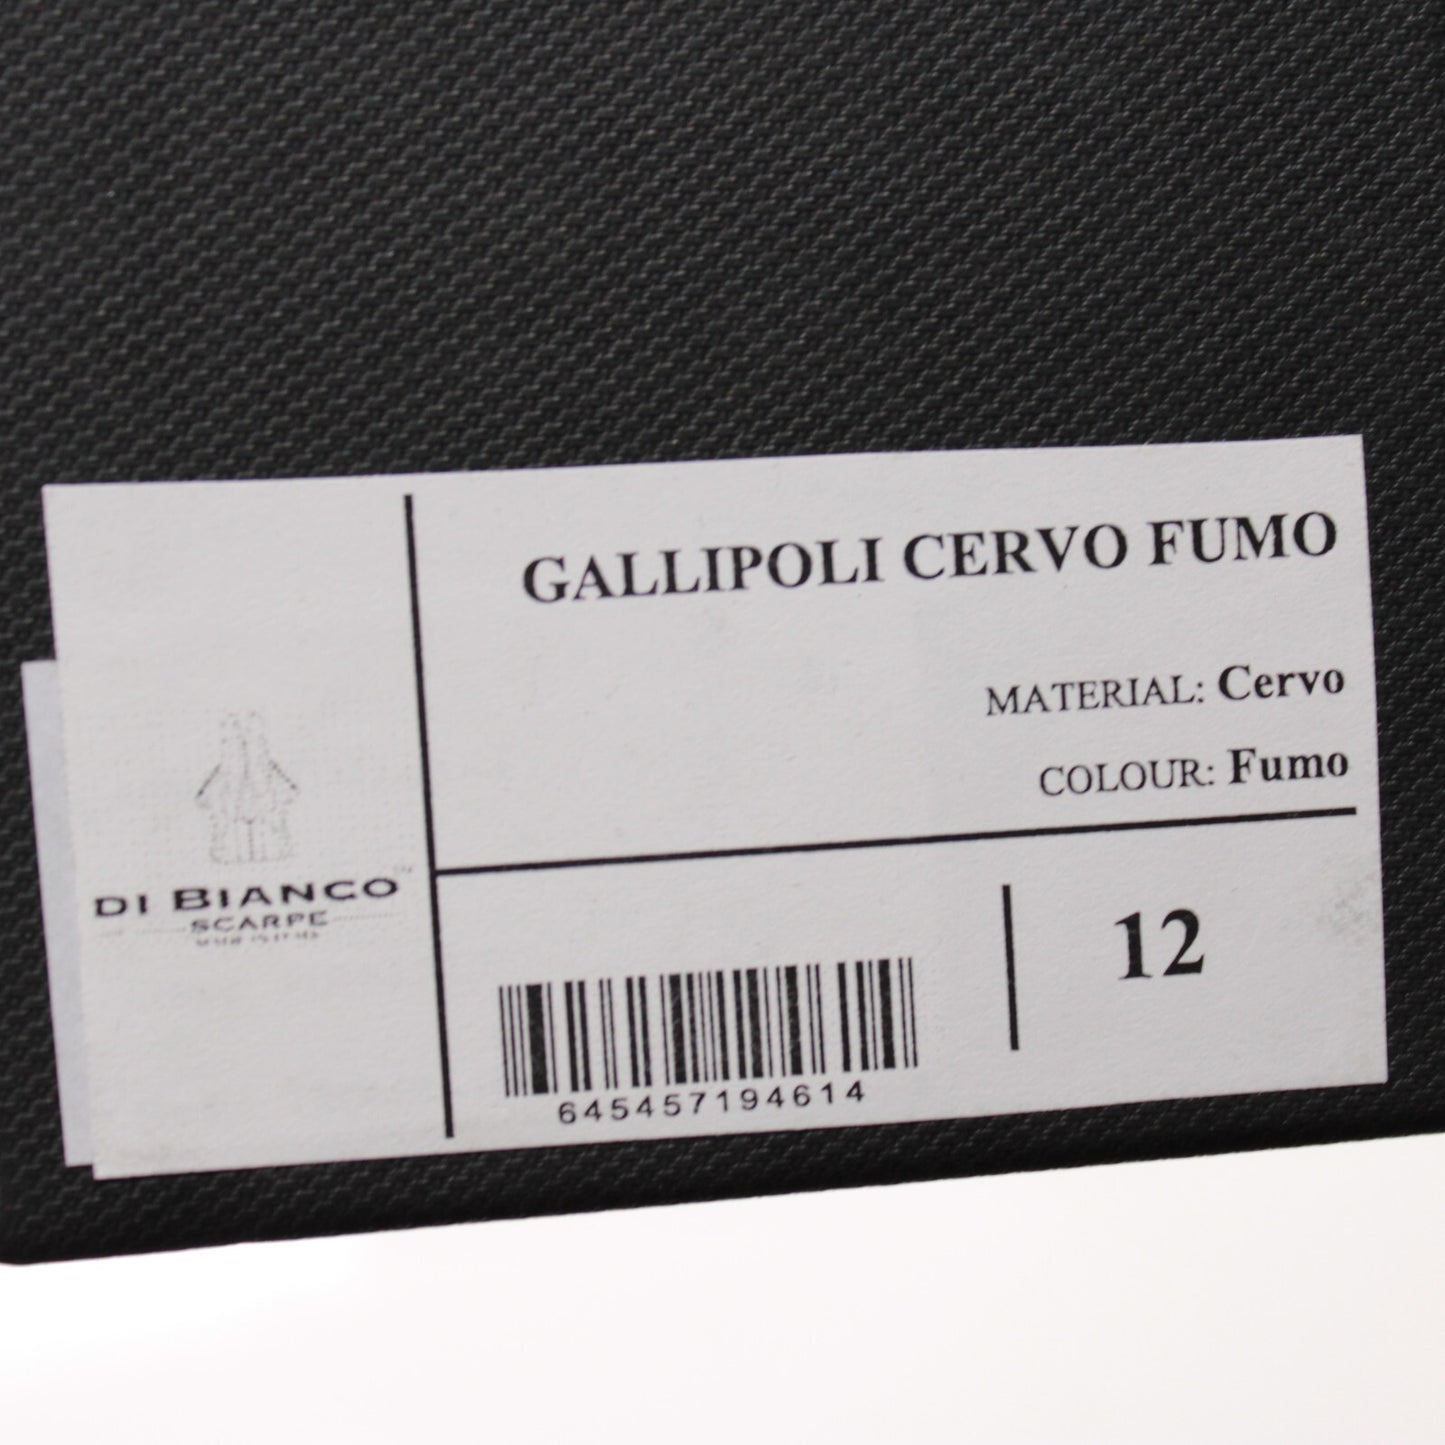 GALLIPOLI CERVO FUMO
MATERIAL: Cervo
COLOUR: Fumo
DI BIANCO
SCARPE
645457194614
12